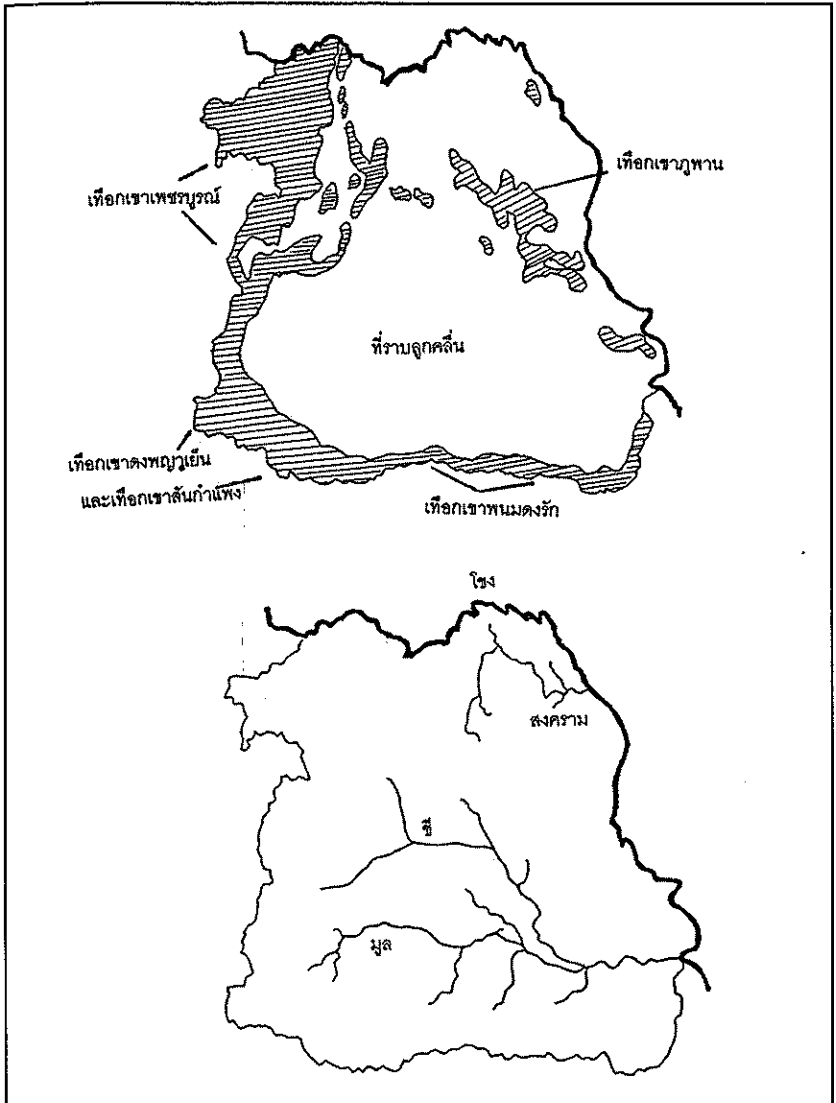 เทือกเขาภูพาน
เทือกเขาเพชรบูรณ์
ที่ราบลูกคลื่น
เทือกเขาดงพญาเย็น
และเทือกเขาสันกำแพง
เทือกเขาพนมดงรัก
โขง
สงคราม
ชี
มูล